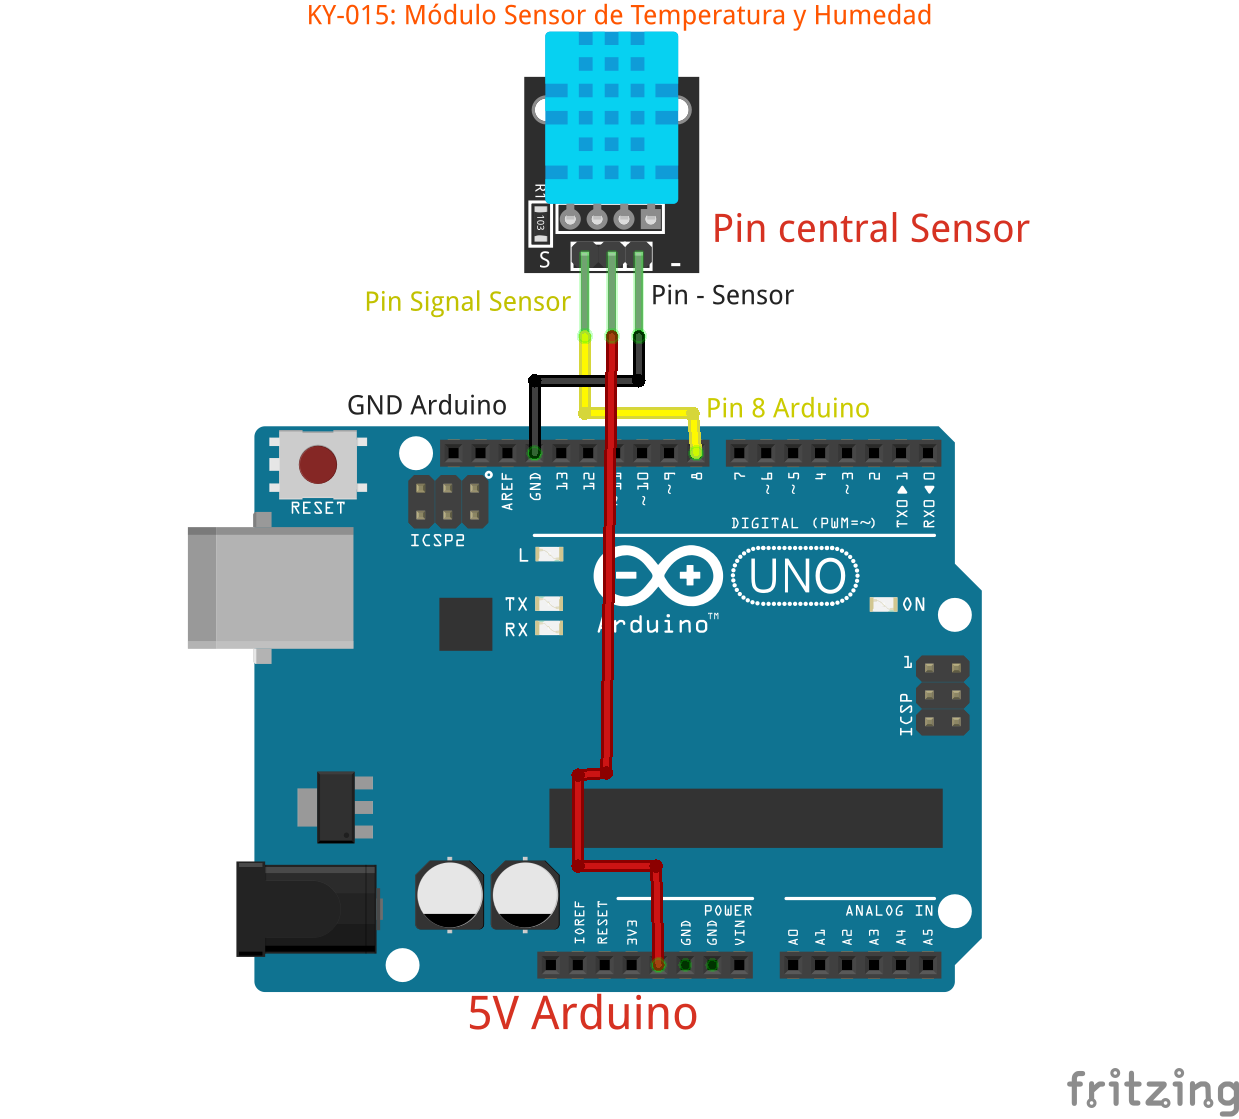 KY-015: Módulo Sensor de Temperatura y Humedad
R1
103
S
-
Pin central Sensor
Pin Signal Sensor
Pin - Sensor
GND Arduino
Pin 8 Arduino
RESET
ICSP2
AREF
GND
13
12
~10
~9
8
7
~6
~5
4
~3
2
TX0▶1
RX0◀0
DIGITAL (PWM=~)
L
TX
RX
Arduino™
UNO
ON
1
ICSP
IOREF
RESET
3V3
GND
GND
VIN
POWER
ANALOG IN
A0
A1
A2
A3
A4
A5
5V Arduino
fritzing